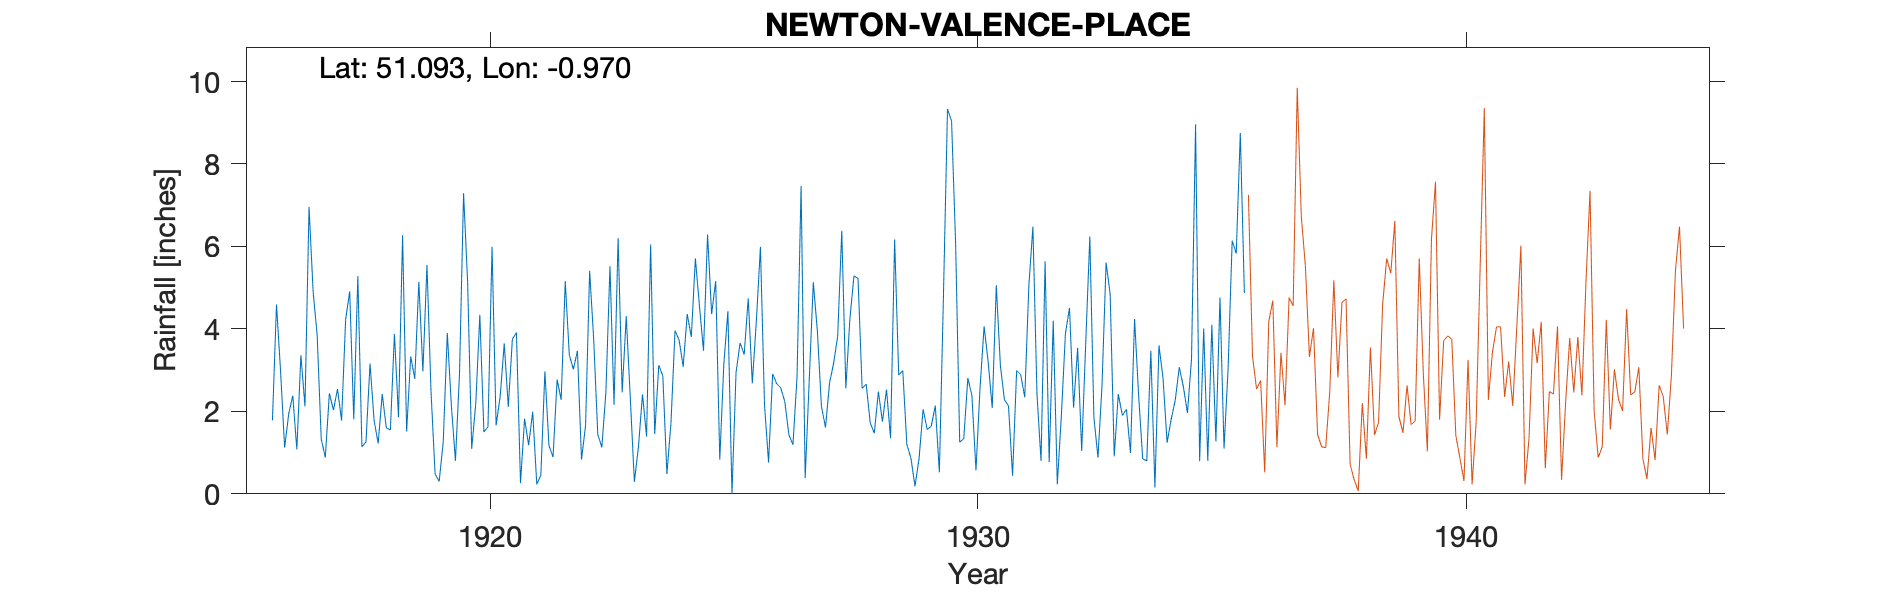 NEWTON-VALENCE-PLACE
Lat: 51.093, Lon: -0.970
10
8
6
4
2
0
Rainfall [inches]
1920 1930 1940
Year